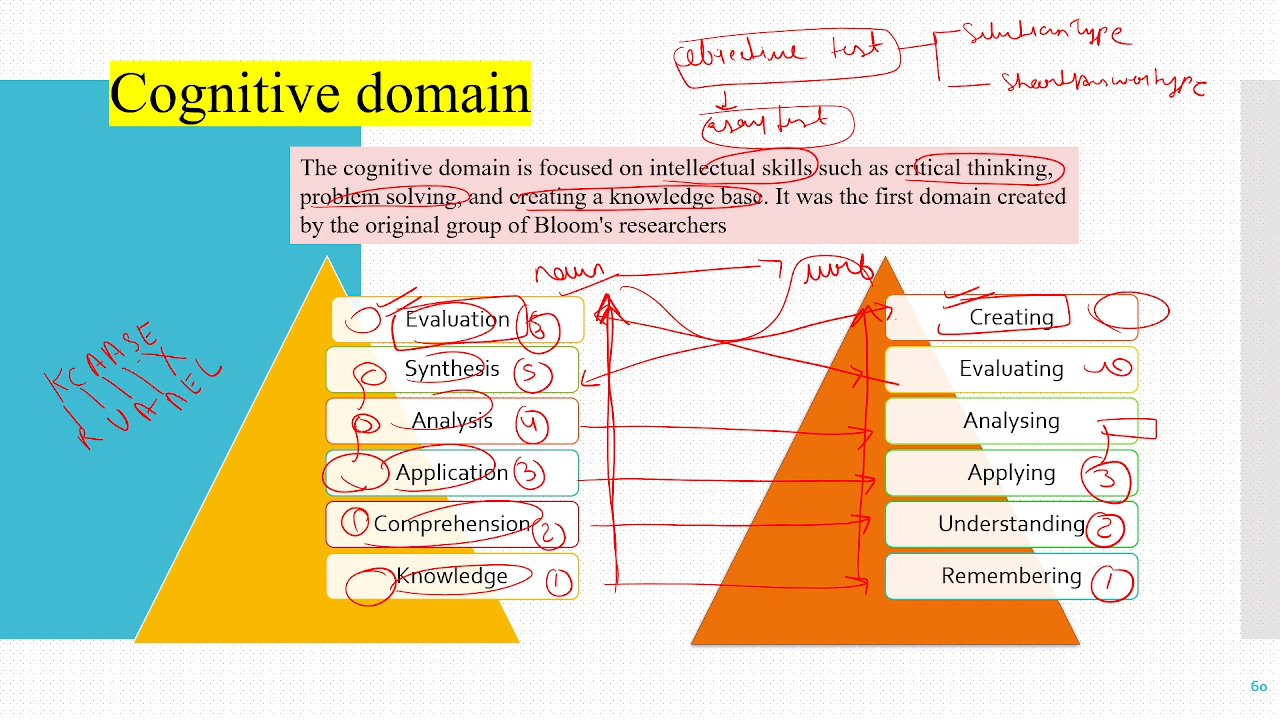 objective test
Selection Type
Short Answer type
essay test
Cognitive domain
The cognitive domain is focused on intellectual skills such as critical thinking,
problem solving, and creating a knowledge base. It was the first domain created
by the original group of Bloom's researchers
noun
verb
KCAASE
RUAAEC
Evaluation 6
Synthesis 5
Analysis 4
Application 3
1 Comprehension 2
Knowledge 1
Creating
Evaluating
Analysing
Applying 3
Understanding 2
Remembering 1
60